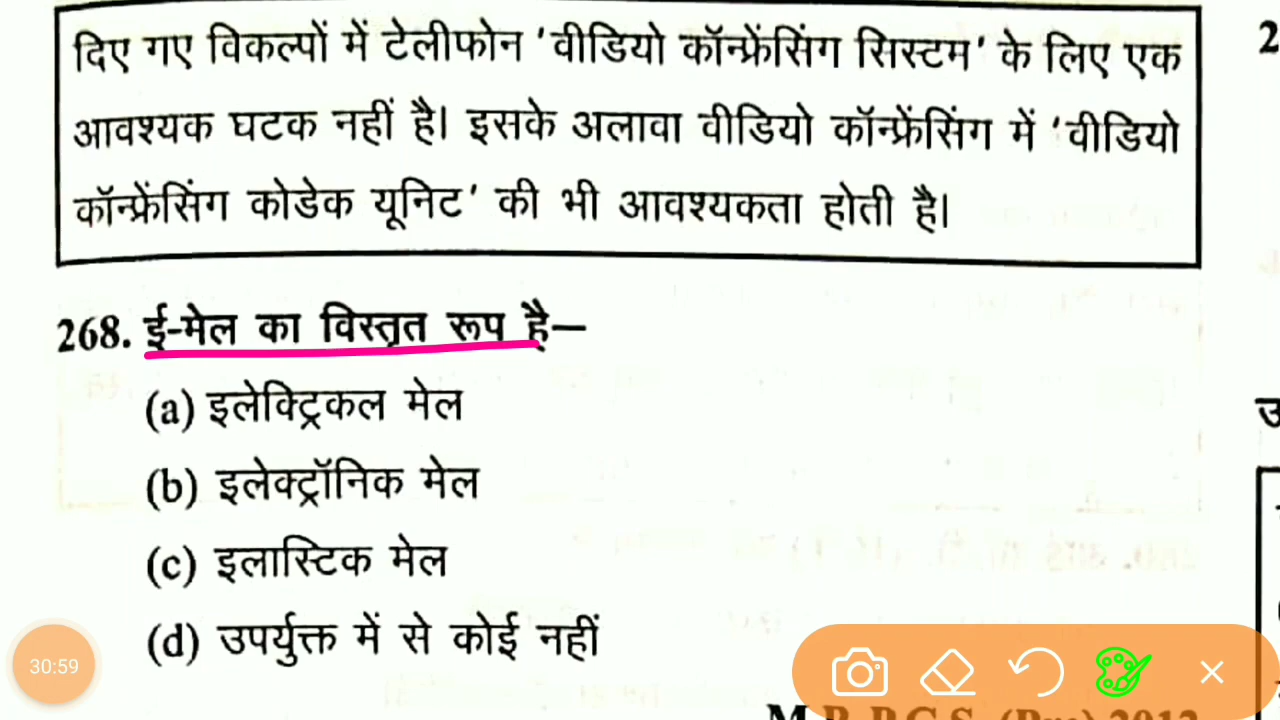 दिए गए विकल्पों में टेलीफोन 'वीडियो कॉन्फ्रेंसिंग सिस्टम' के लिए एक
आवश्यक घटक नहीं है। इसके अलावा वीडियो कॉन्फ्रेंसिंग में 'वीडियो
कॉन्फ्रेंसिंग कोडेक यूनिट' की भी आवश्यकता होती है।
268. ई-मेल का विस्तृत रूप है—
(a) इलेक्ट्रिकल मेल
(b) इलेक्ट्रॉनिक मेल
(c) इलास्टिक मेल
(d) उपर्युक्त में से कोई नहीं
30:59
2
उ